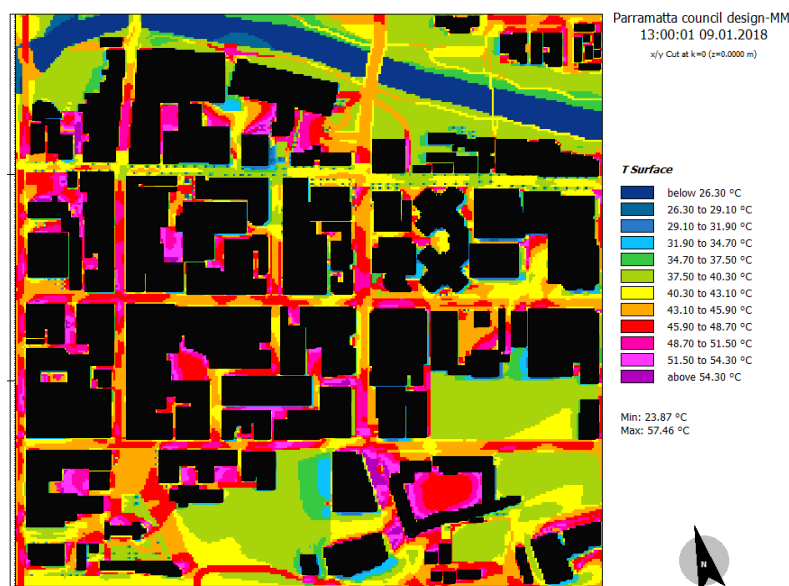 Parramatta council design-MM
13:00:01 09.01.2018
x/y Cut at k=0 (z=0.0000 m)
T Surface
below 26.30 °C
26.30 to 29.10 °C
29.10 to 31.90 °C
31.90 to 34.70 °C
34.70 to 37.50 °C
37.50 to 40.30 °C
40.30 to 43.10 °C
43.10 to 45.90 °C
45.90 to 48.70 °C
48.70 to 51.50 °C
51.50 to 54.30 °C
above 54.30 °C
Min: 23.87 °C
Max: 57.46 °C
N